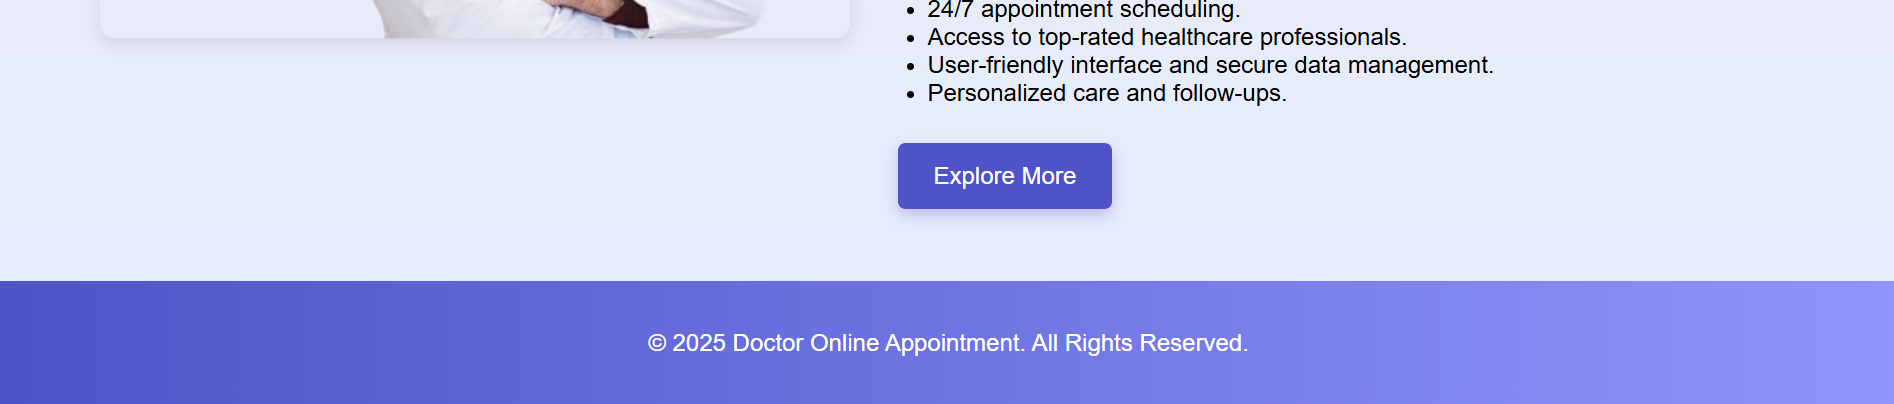 24/7 appointment scheduling.
Access to top-rated healthcare professionals.
User-friendly interface and secure data management.
Personalized care and follow-ups.
Explore More
© 2025 Doctor Online Appointment. All Rights Reserved.